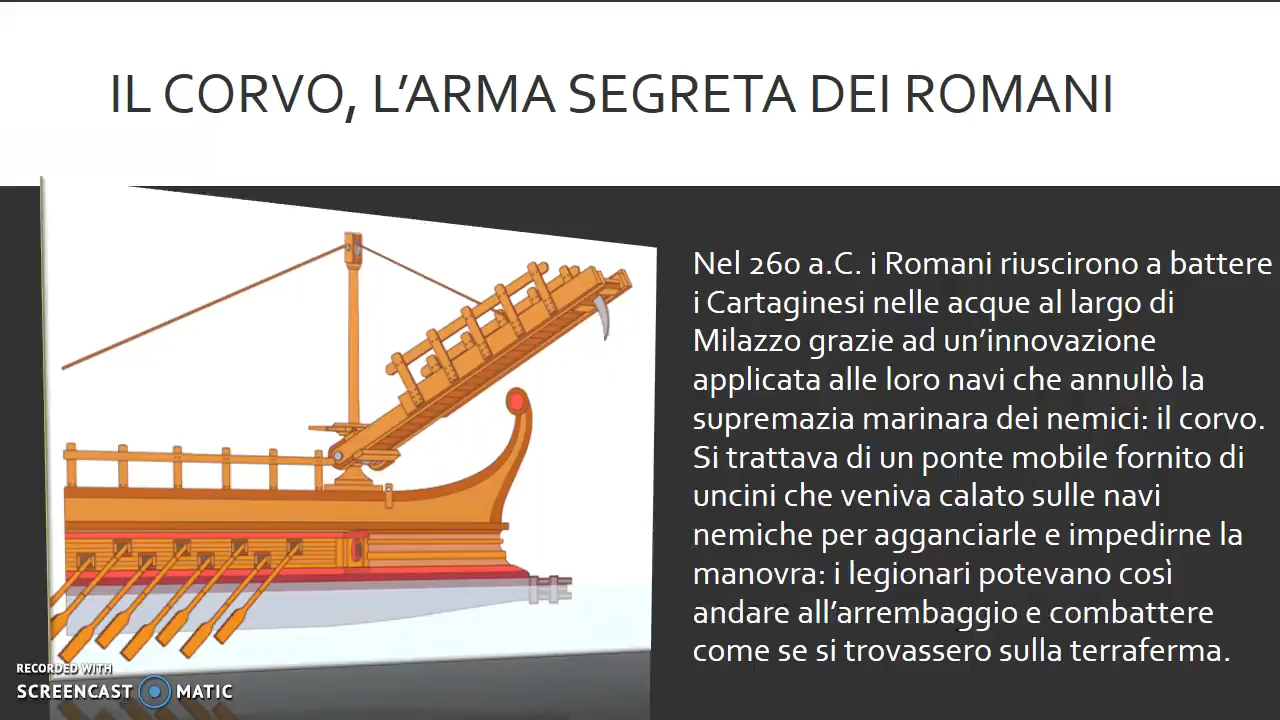 IL CORVO, L’ARMA SEGRETA DEI ROMANI
Nel 260 a.C. i Romani riuscirono a battere
i Cartaginesi nelle acque al largo di
Milazzo grazie ad un’innovazione
applicata alle loro navi che annullò la
supremazia marinara dei nemici: il corvo.
Si trattava di un ponte mobile fornito di
uncini che veniva calato sulle navi
nemiche per agganciarle e impedirne la
manovra: i legionari potevano così
andare all’arrembaggio e combattere
come se si trovassero sulla terraferma.
RECORDED WITH
SCREENCAST MATIC